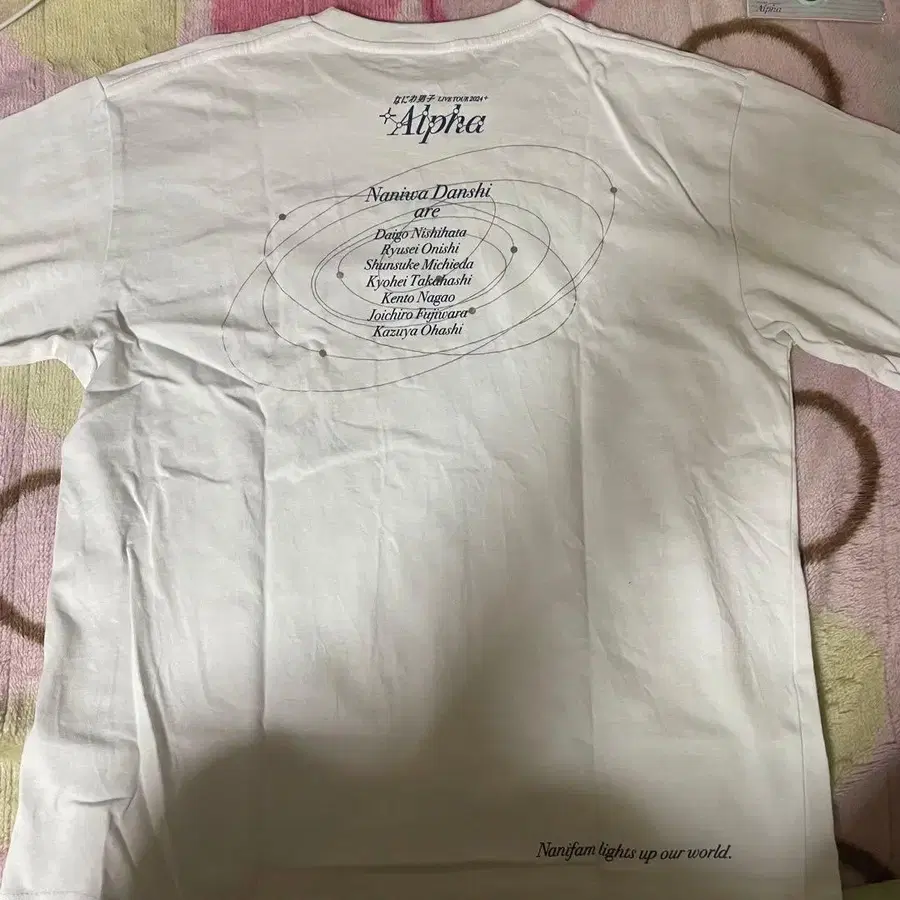 なにわ男子 LIVE TOUR 2024+
+Alpha
Naniwa Danshi
are
Daigo Nishihata
Ryusei Onishi
Shunsuke Michieda
Kyohei Takahashi
Kento Nagao
Joichiro Fujiwara
Kazuya Ohashi
Nanifam lights up our world.
Alpha